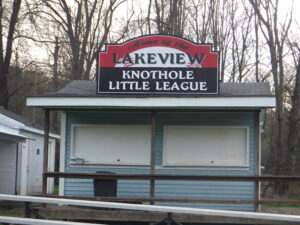 Home of the
LAKEVIEW
KNOTHOLE
LITTLE LEAGUE